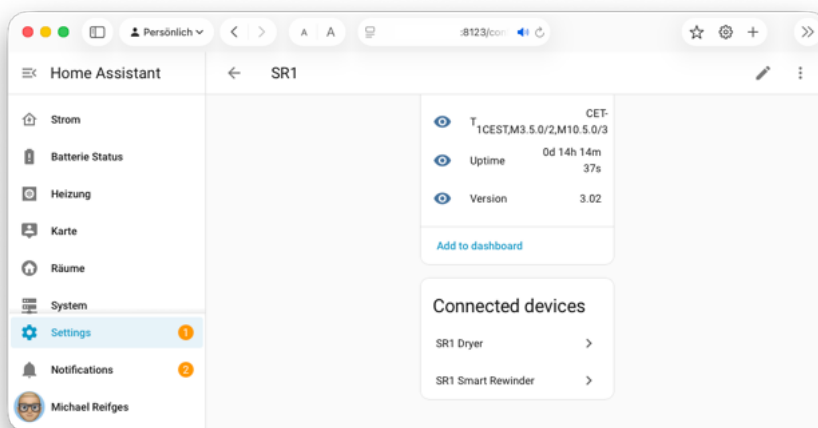 Persönlich
A A
:8123/con
Home Assistant
SR1
Strom
Batterie Status
Heizung
Karte
Räume
System
Settings 1
Notifications 2
Michael Reifges
T CET-
1CEST,M3.5.0/2,M10.5.0/3
Uptime 0d 14h 14m
37s
Version 3.02
Add to dashboard
Connected devices
SR1 Dryer
SR1 Smart Rewinder